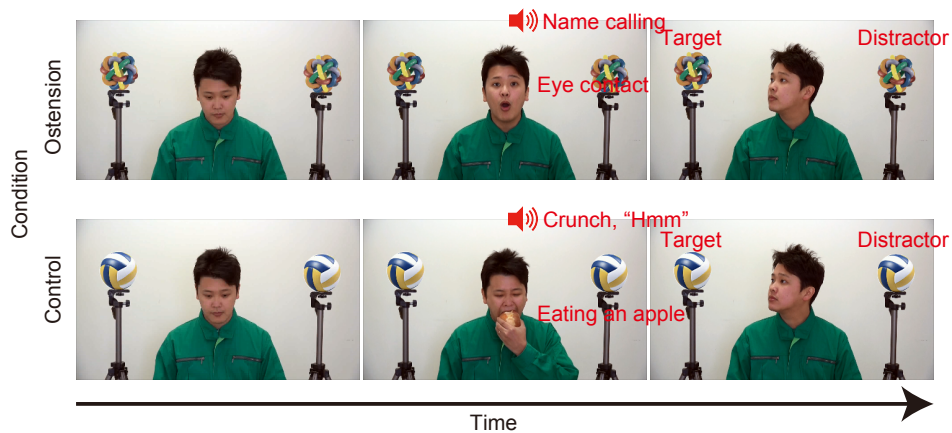 Condition
Ostension
Name calling
Eye contact
Target
Distractor
Control
Crunch, “Hmm”
Eating an apple
Target
Distractor
Time